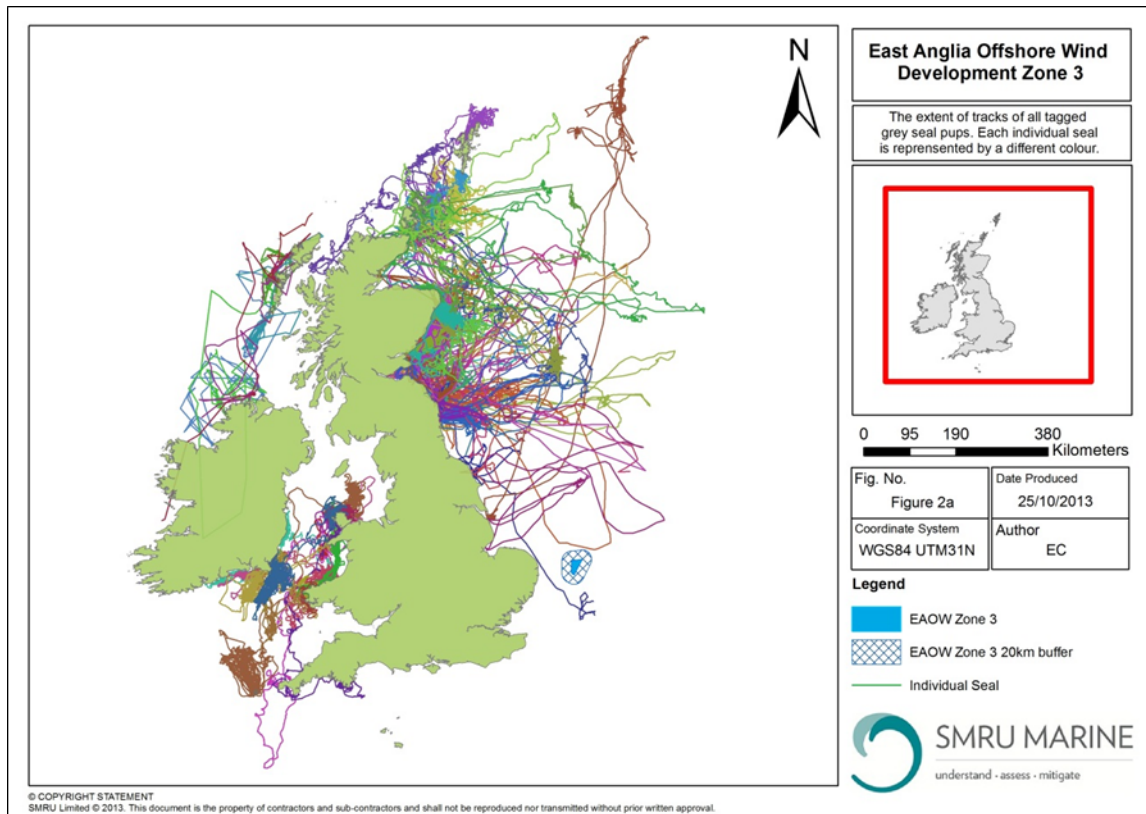 N
East Anglia Offshore Wind
Development Zone 3
The extent of tracks of all tagged
grey seal pups. Each individual seal
is reprensented by a different colour.
0 95 190 380
Kilometers
Fig. No.
Figure 2a
Date Produced
25/10/2013
Coordinate System
WGS84 UTM31N
Author
EC
Legend
EAOW Zone 3
EAOW Zone 3 20km buffer
Individual Seal
SMRU MARINE
understand - assess - mitigate
© COPYRIGHT STATEMENT
SMRU Limited © 2013. This document is the property of contractors and sub-contractors and shall not be reproduced nor transmitted without prior written approval.